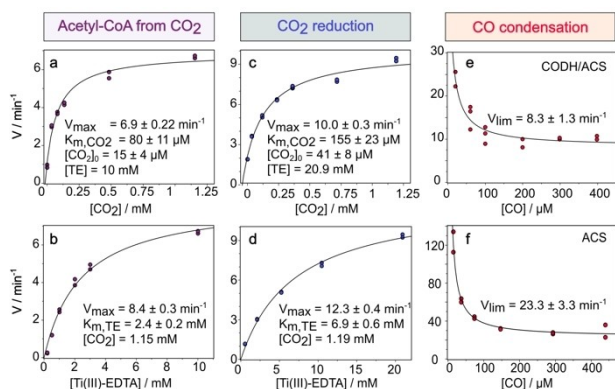 Acetyl-CoA from CO₂
CO₂ reduction
CO condensation
a
V / min⁻¹
6
4
2
0
Vmax = 6.9 ± 0.22 min⁻¹
Km,CO2 = 80 ± 11 µM
[CO₂]₀ = 15 ± 4 µM
[TE] = 10 mM
0 0.25 0.5 0.75 1 1.25
[CO₂] / mM
c
9
6
3
0
Vmax = 10.0 ± 0.3 min⁻¹
Km,CO2 = 155 ± 23 µM
[CO₂]₀ = 41 ± 8 µM
[TE] = 20.9 mM
0 0.25 0.5 0.75 1 1.25
[CO₂] / mM
e
CODH/ACS
30
20
10
0
Vlim = 8.3 ± 1.3 min⁻¹
0 100 200 300 400
[CO] / µM
b
V / min⁻¹
6
4
2
0
Vmax = 8.4 ± 0.3 min⁻¹
Km,TE = 2.4 ± 0.2 mM
[CO₂] = 1.15 mM
0 2 4 6 8 10
[Ti(III)-EDTA] / mM
d
9
6
3
0
Vmax = 12.3 ± 0.4 min⁻¹
Km,TE = 6.9 ± 0.6 mM
[CO₂] = 1.19 mM
0 5 10 15 20
[Ti(III)-EDTA] / mM
f
ACS
120
80
40
0
Vlim = 23.3 ± 3.3 min⁻¹
0 100 200 300 400
[CO] / µM